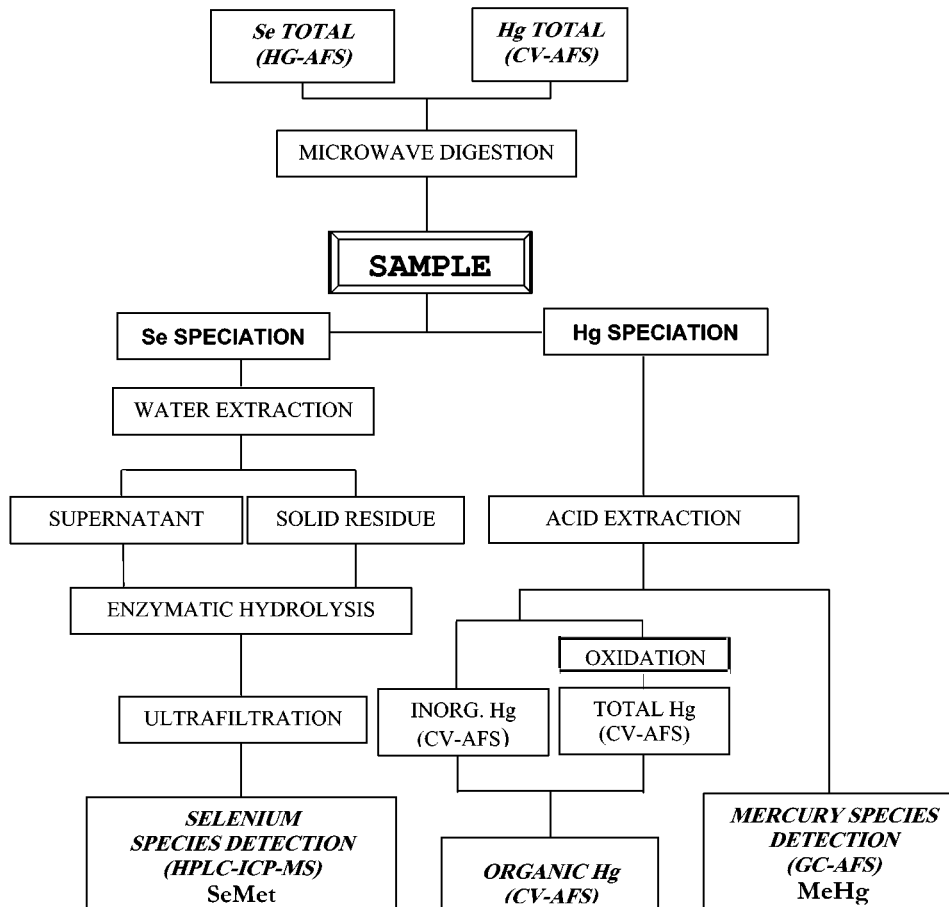 Se TOTAL
(HG-AFS)
Hg TOTAL
(CV-AFS)
MICROWAVE DIGESTION
SAMPLE
Se SPECIATION
Hg SPECIATION
WATER EXTRACTION
SUPERNATANT
SOLID RESIDUE
ACID EXTRACTION
ENZYMATIC HYDROLYSIS
OXIDATION
ULTRAFILTRATION
INORG. Hg
(CV-AFS)
TOTAL Hg
(CV-AFS)
SELENIUM
SPECIES DETECTION
(HPLC-ICP-MS)
SeMet
ORGANIC Hg
(CV-AFS)
MERCURY SPECIES
DETECTION
(GC-AFS)
MeHg